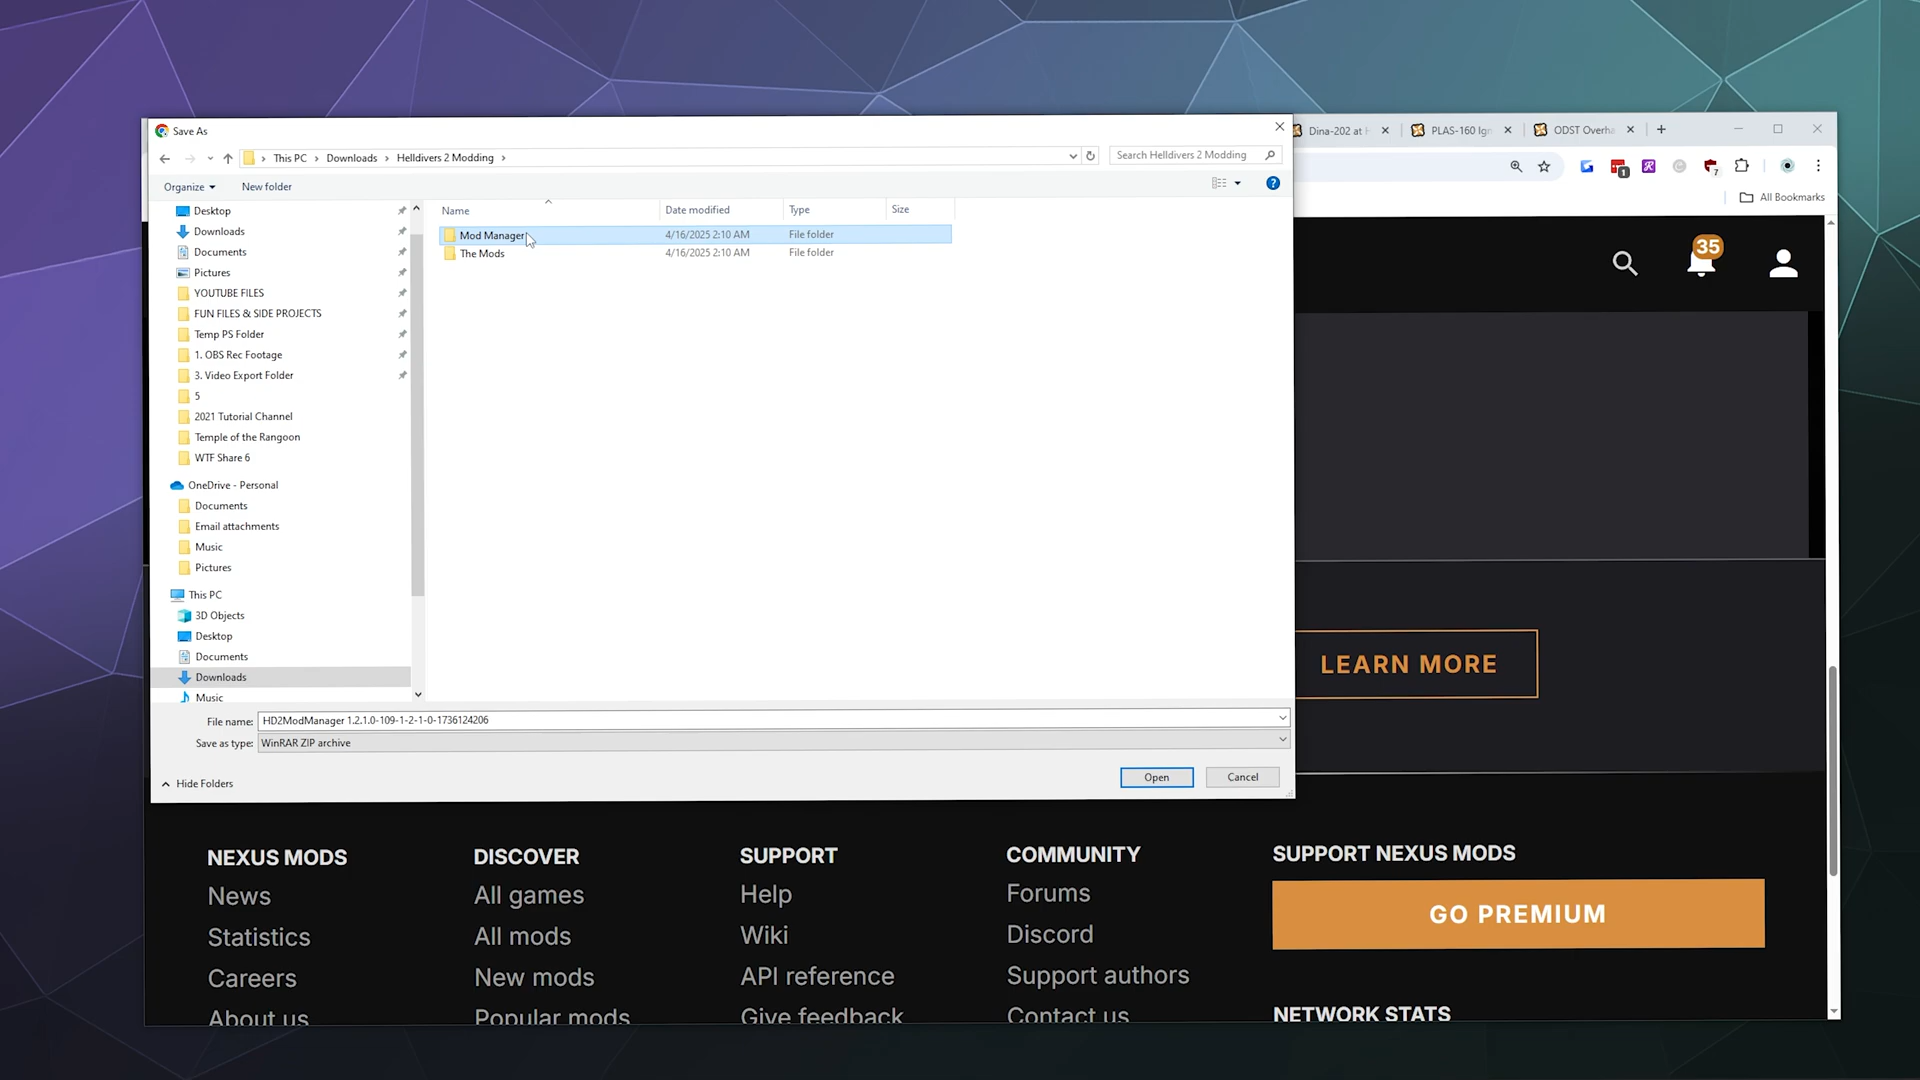 Save As
Dina-202 at H
PLAS-160 Ign
ODST Overha
This PC > Downloads > Helldivers 2 Modding >
Search Helldivers 2 Modding
1
7
Organize
New folder
All Bookmarks
Name
Date modified
Type
Size
Mod Manager
4/16/2025 2:10 AM
File folder
The Mods
4/16/2025 2:10 AM
File folder
Desktop
Downloads
Documents
Pictures
YOUTUBE FILES
FUN FILES & SIDE PROJECTS
Temp PS Folder
1. OBS Rec Footage
3. Video Export Folder
5
2021 Tutorial Channel
Temple of the Rangoon
WTF Share 6
OneDrive - Personal
Documents
Email attachments
Music
Pictures
This PC
3D Objects
Desktop
Documents
Downloads
Music
35
LEARN MORE
File name: HD2ModManager 1.2.1.0-109-1-2-1-0-1736124206
Save as type: WinRAR ZIP archive
Hide Folders
Open
Cancel
NEXUS MODS
News
Statistics
Careers
About us
DISCOVER
All games
All mods
New mods
Popular mods
SUPPORT
Help
Wiki
API reference
Give feedback
COMMUNITY
Forums
Discord
Support authors
Contact us
SUPPORT NEXUS MODS
GO PREMIUM
NETWORK STATS